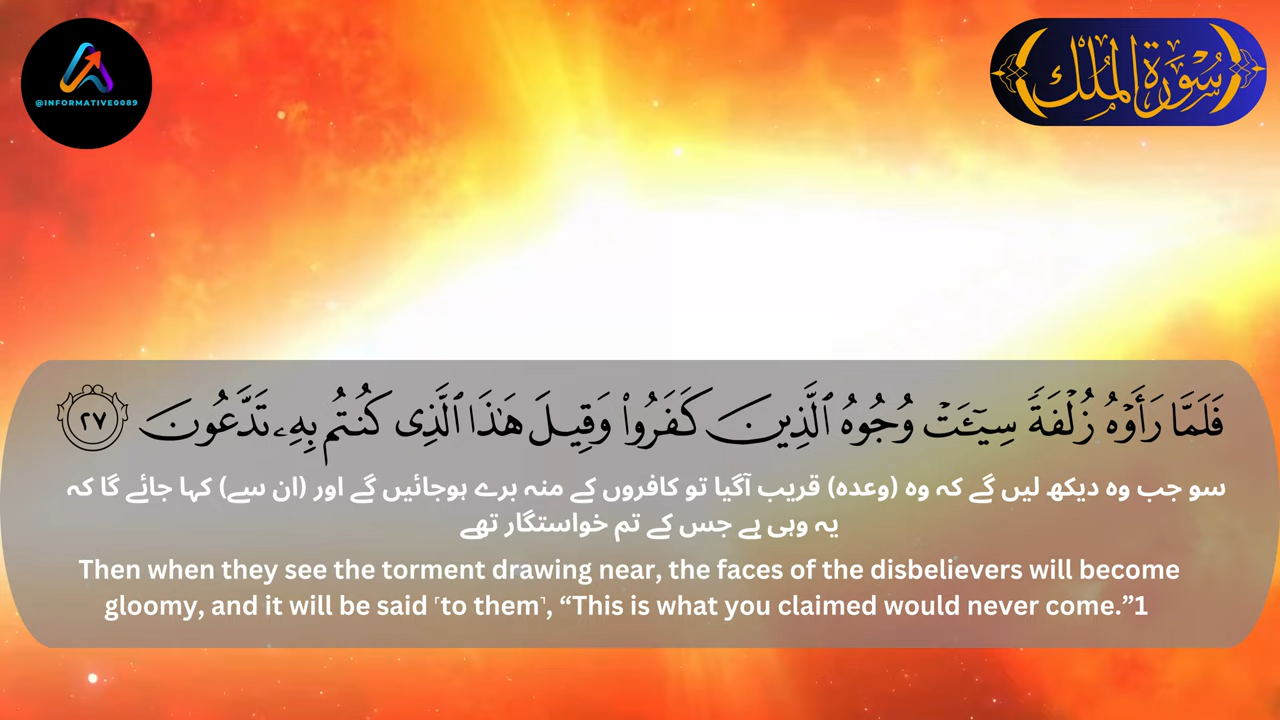 @INFORMATIVE0089
سُوْرَةُ الْمُلْك
فَلَمَّا رَأَوْهُ زُلْفَةً سِيٓـَٔتْ وُجُوهُ ٱلَّذِينَ كَفَرُوا۟ وَقِيلَ هَـٰذَا ٱلَّذِى كُنتُم بِهِۦ تَدَّعُونَ ٢٧
سو جب وہ دیکھ لیں گے کہ وہ (وعدہ) قریب آگیا تو کافروں کے منہ برے ہوجائیں گے اور (ان سے) کہا جائے گا کہ
یہ وہی ہے جس کے تم خواستگار تھے
Then when they see the torment drawing near, the faces of the disbelievers will become
gloomy, and it will be said ˹to them˺, “This is what you claimed would never come.”1